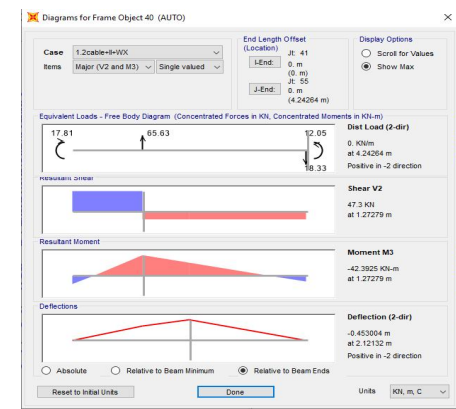 Diagrams for Frame Object 40 (AUTO)
Case 1.2cable+ll+WX
Items Major (V2 and M3) Single valued
End Length Offset
(Location)
I-End: Jt: 41
0. m
(0. m)
J-End: Jt: 55
0. m
(4.24264 m)
Display Options
Scroll for Values
Show Max
Equivalent Loads - Free Body Diagram (Concentrated Forces in KN, Concentrated Moments in KN-m)
17.81 65.63 12.05
18.33
Dist Load (2-dir)
0. KN/m
at 4.24264 m
Positive in -2 direction
Resultant Shear
Shear V2
47.3 KN
at 1.27279 m
Resultant Moment
Moment M3
-42.3925 KN-m
at 1.27279 m
Deflections
Deflection (2-dir)
-0.453004 m
at 2.12132 m
Positive in -2 direction
Absolute Relative to Beam Minimum Relative to Beam Ends
Reset to Initial Units Done Units KN, m, C